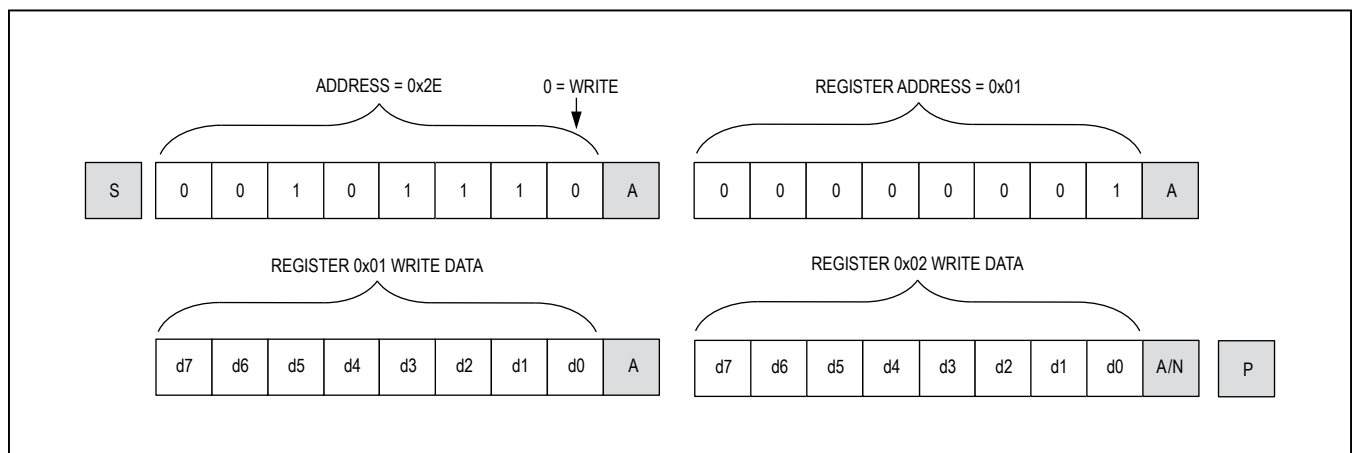 ADDRESS = 0x2E 0 = WRITE REGISTER ADDRESS = 0x01
S 0 0 1 0 1 1 1 0 A 0 0 0 0 0 0 0 1 A
REGISTER 0x01 WRITE DATA REGISTER 0x02 WRITE DATA
d7 d6 d5 d4 d3 d2 d1 d0 A d7 d6 d5 d4 d3 d2 d1 d0 A/N P